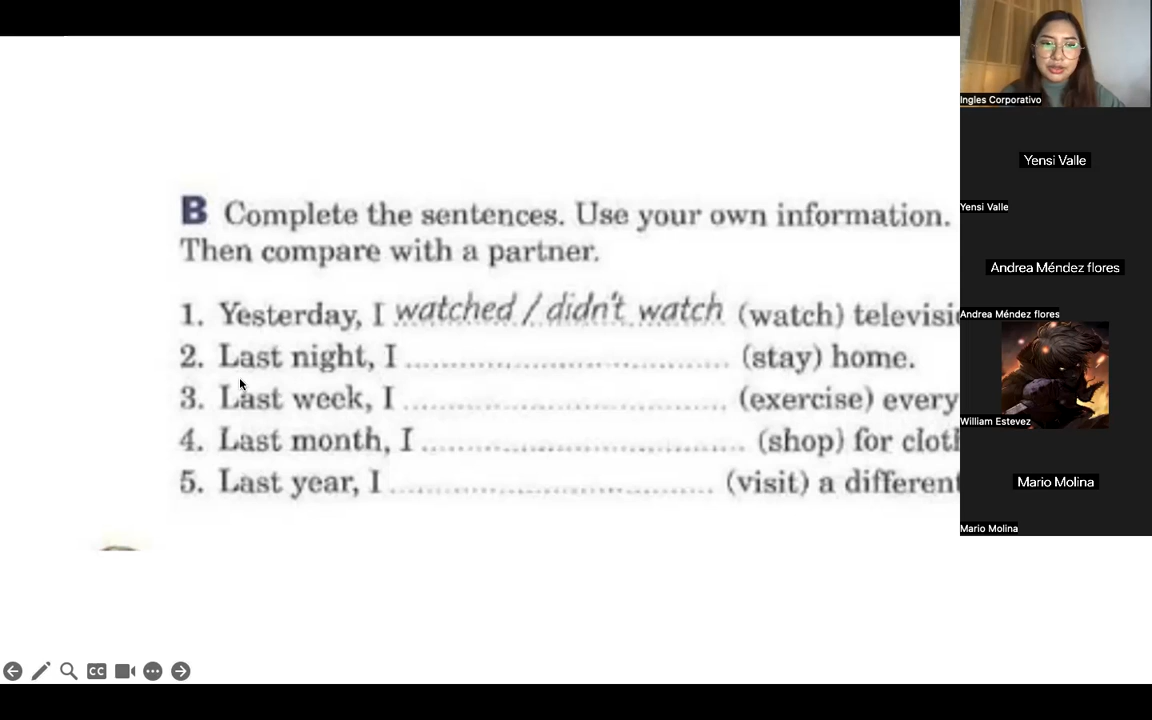 B Complete the sentences. Use your own information.
Then compare with a partner.
1. Yesterday, I watched / didn't watch (watch) televisi
2. Last night, I (stay) home.
3. Last week, I (exercise) every
4. Last month, I (shop) for clot
5. Last year, I (visit) a different
Ingles Corporativo
Yensi Valle
Yensi Valle
Andrea Méndez flores
Andrea Méndez flores
William Estevez
Mario Molina
Mario Molina
CC